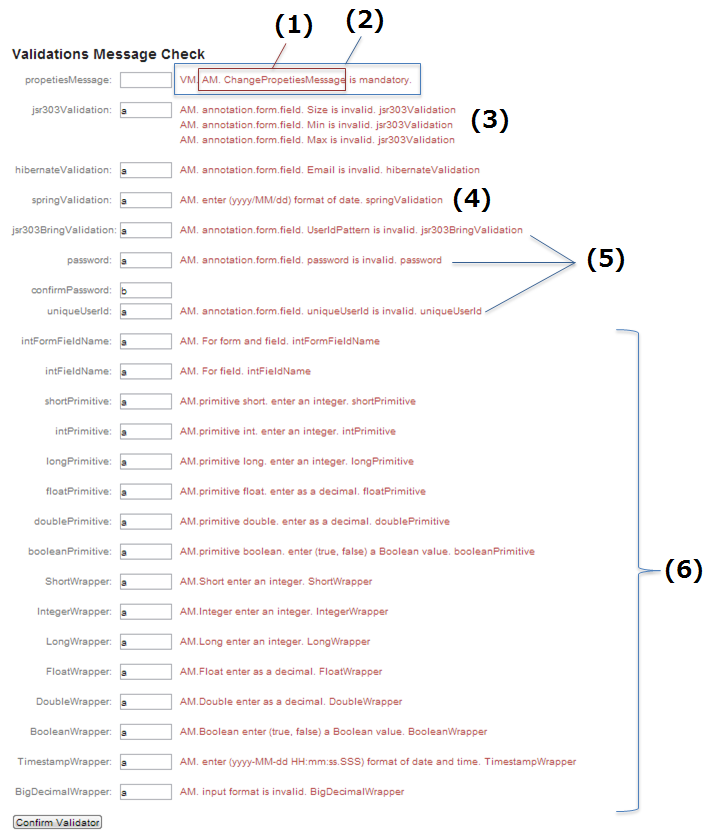 (1) (2)
Validations Message Check
propetiesMessage: VM. AM. ChangePropetiesMessage is mandatory.
jsr303Validation: a AM. annotation.form.field. Size is invalid. jsr303Validation
AM. annotation.form.field. Min is invalid. jsr303Validation (3)
AM. annotation.form.field. Max is invalid. jsr303Validation
hibernateValidation: a AM. annotation.form.field. Email is invalid. hibernateValidation
springValidation: a AM. enter (yyyy/MM/dd) format of date. springValidation (4)
jsr303BringValidation: a AM. annotation.form.field. UserIdPattern is invalid. jsr303BringValidation
password: a AM. annotation.form.field. password is invalid. password (5)
confirmPassword: b
uniqueUserId: a AM. annotation.form.field. uniqueUserId is invalid. uniqueUserId
intFormFieldName: a AM. For form and field. intFormFieldName
intFieldName: a AM. For field. intFieldName
shortPrimitive: a AM.primitive short. enter an integer. shortPrimitive
intPrimitive: a AM.primitive int. enter an integer. intPrimitive
longPrimitive: a AM.primitive long. enter an integer. longPrimitive
floatPrimitive: a AM.primitive float. enter as a decimal. floatPrimitive
doublePrimitive: a AM.primitive double. enter as a decimal. doublePrimitive
booleanPrimitive: a AM.primitive boolean. enter (true, false) a Boolean value. booleanPrimitive
ShortWrapper: a AM.Short enter an integer. ShortWrapper (6)
IntegerWrapper: a AM.Integer enter an integer. IntegerWrapper
LongWrapper: a AM.Long enter an integer. LongWrapper
FloatWrapper: a AM.Float enter as a decimal. FloatWrapper
DoubleWrapper: a AM.Double enter as a decimal. DoubleWrapper
BooleanWrapper: a AM.Boolean enter (true, false) a Boolean value. BooleanWrapper
TimestampWrapper: a AM. enter (yyyy-MM-dd HH:mm:ss.SSS) format of date and time. TimestampWrapper
BigDecimalWrapper: a AM. input format is invalid. BigDecimalWrapper
Confirm Validator